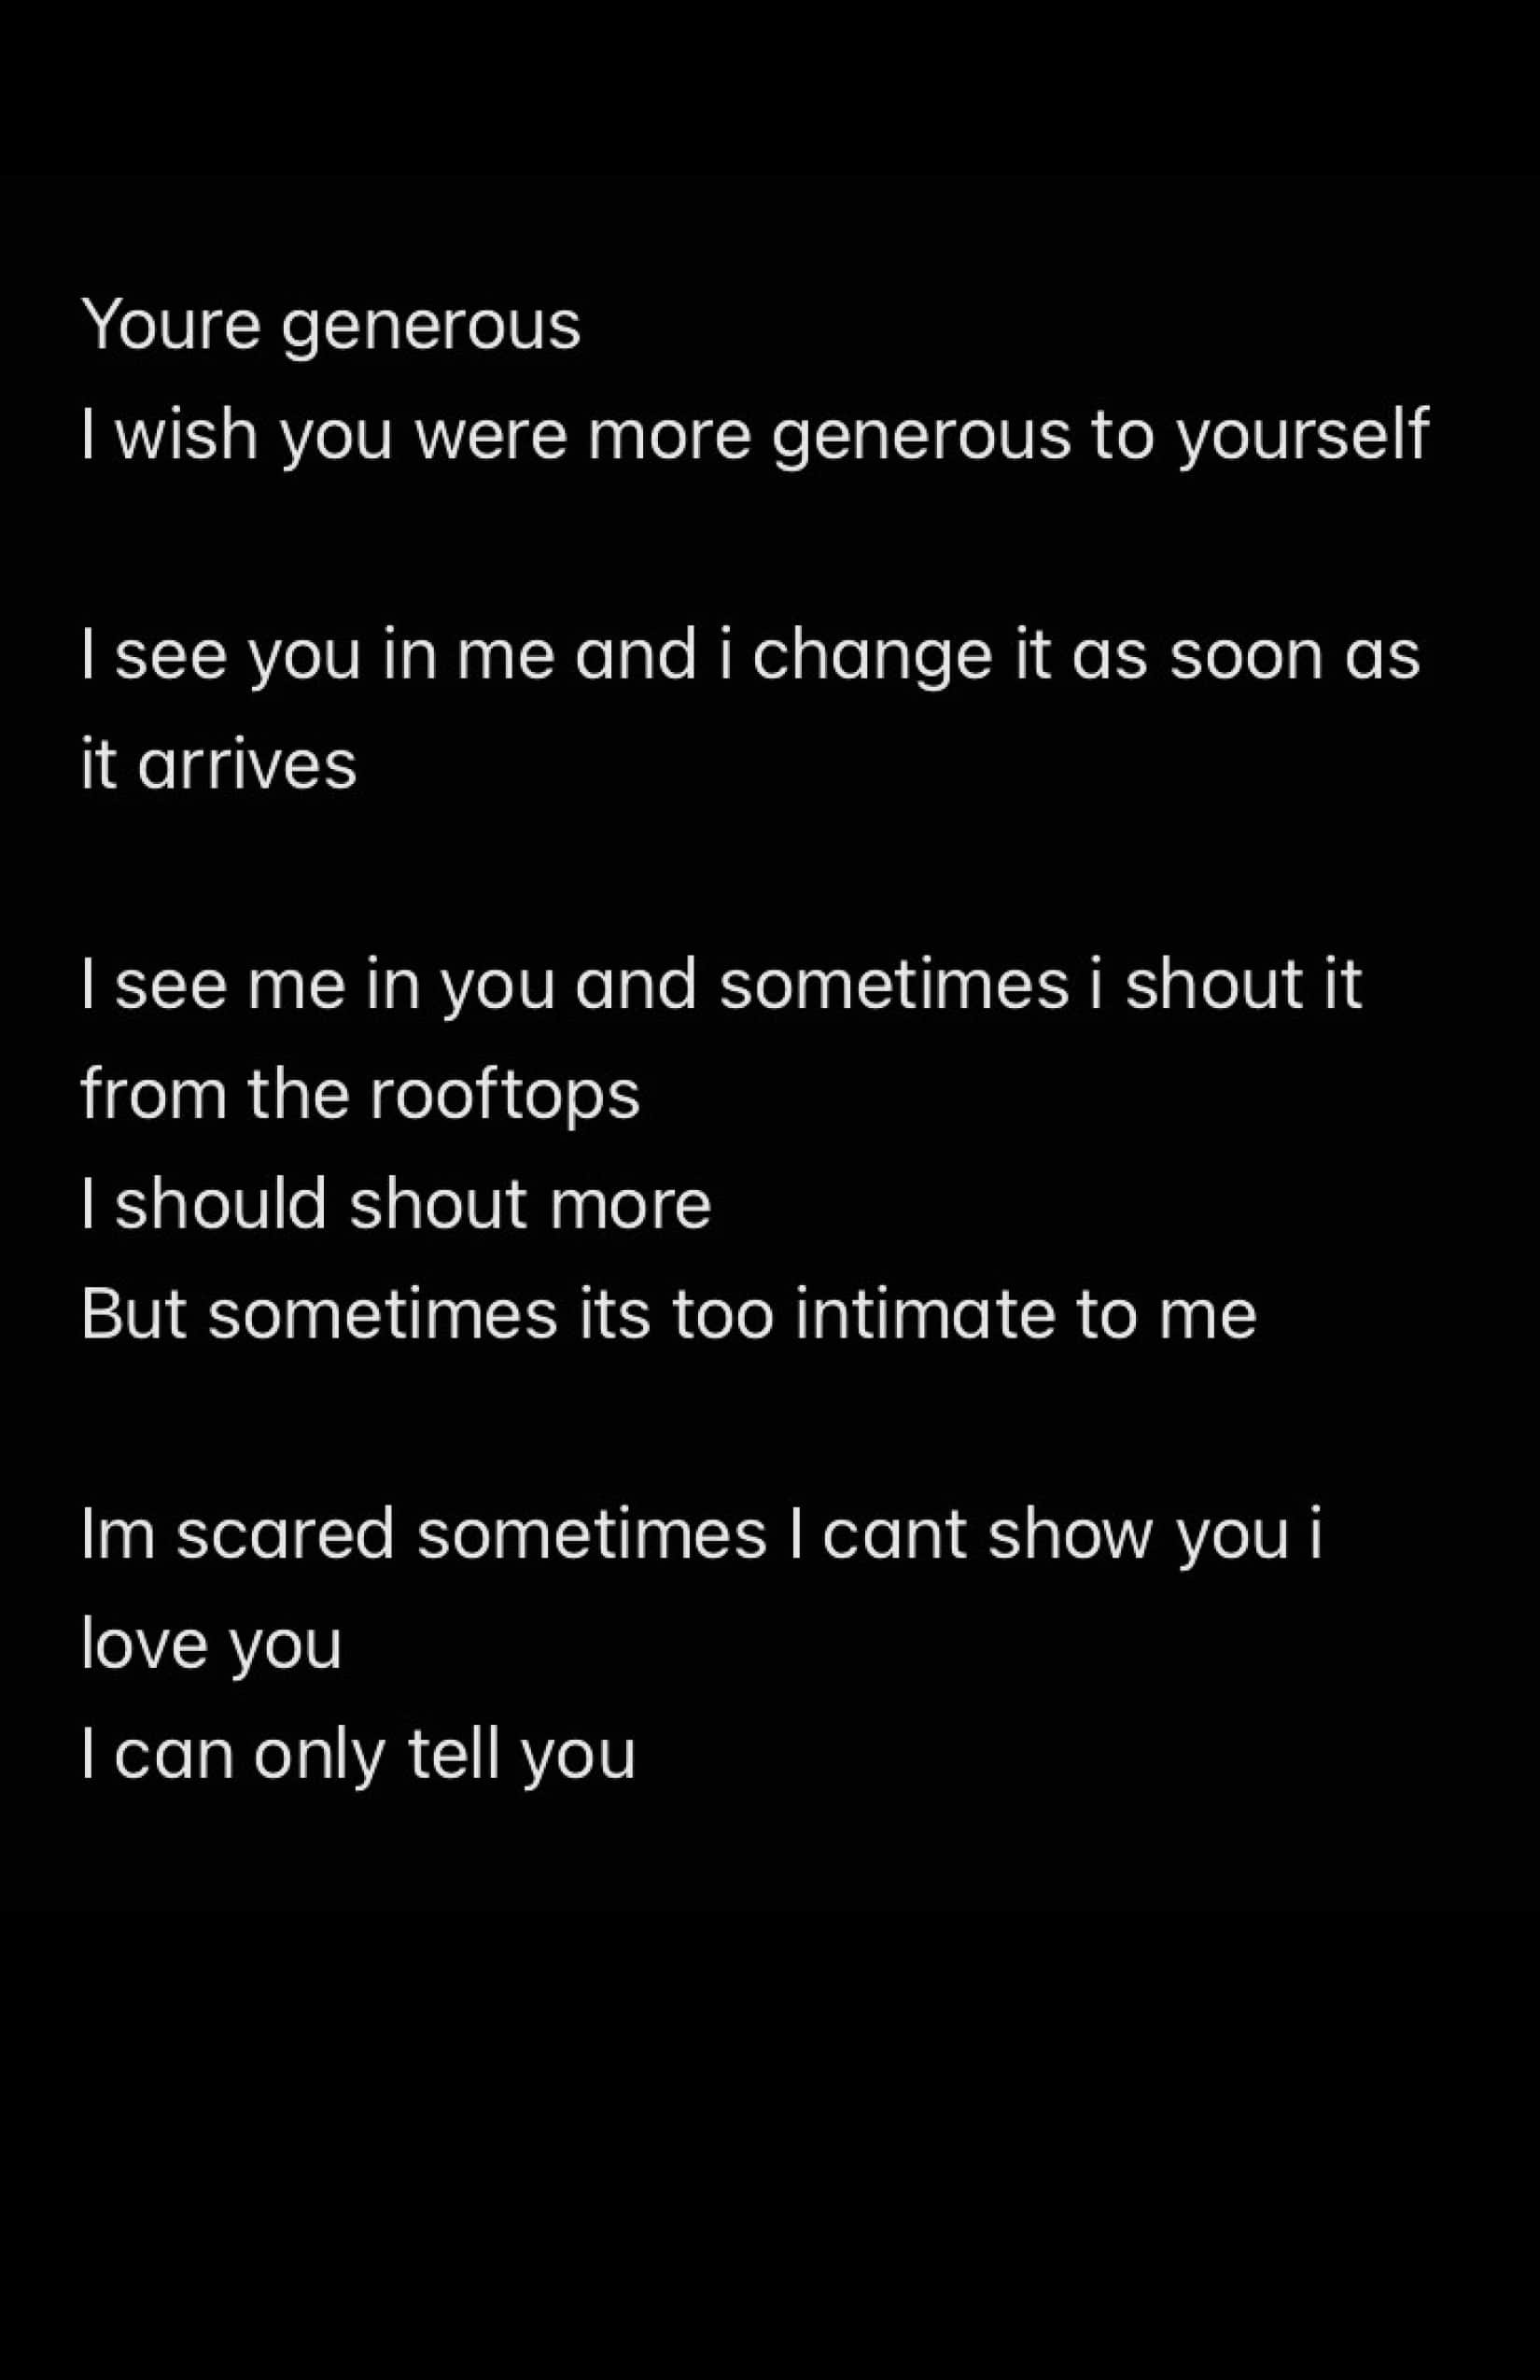 Youre generous
I wish you were more generous to yourself
I see you in me and i change it as soon as
it arrives
I see me in you and sometimes i shout it
from the rooftops
I should shout more
But sometimes its too intimate to me
Im scared sometimes I cant show you i
love you
I can only tell you